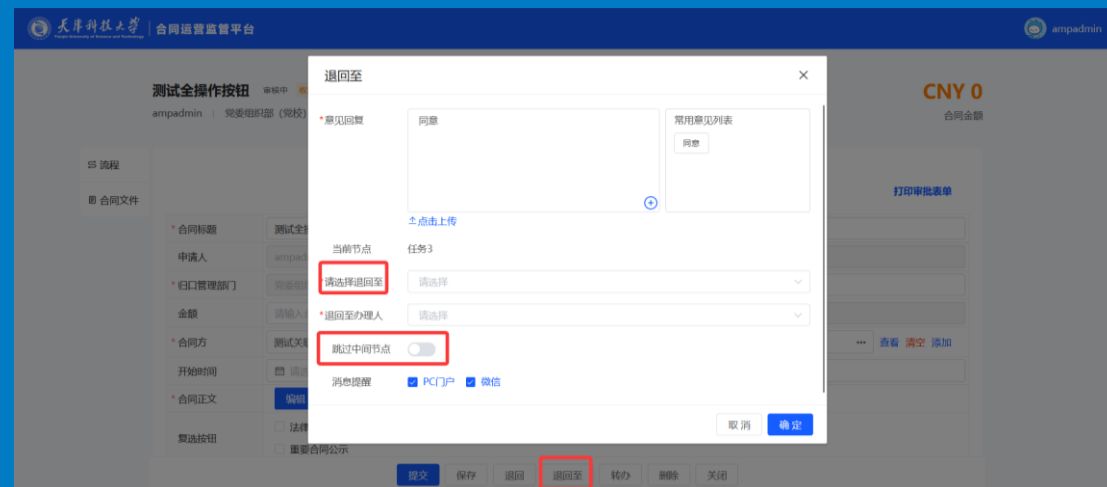 天津科技大学 合同运营监管平台
ampadmin
测试全操作按钮 审核中
ampadmin | 党委组织部 (党校)
CNY 0
合同金额
流程
合同文件
打印审批表单
退回至
*意见回复
同意
常用意见列表
同意
点击上传
当前节点 任务3
*请选择退回至 请选择
*退回至办理人 请选择
跳过中间节点
消息提醒 PC门户 微信
取消 确定
*合同标题 测试全
申请人 ampad
*归口管理部门
金额 请输入
*合同方 测试关 ··· 查看 清空 添加
开始时间
*合同正文 编辑
复选按钮 法律
重要合同公示
提交 保存 退回 退回至 转办 删除 关闭